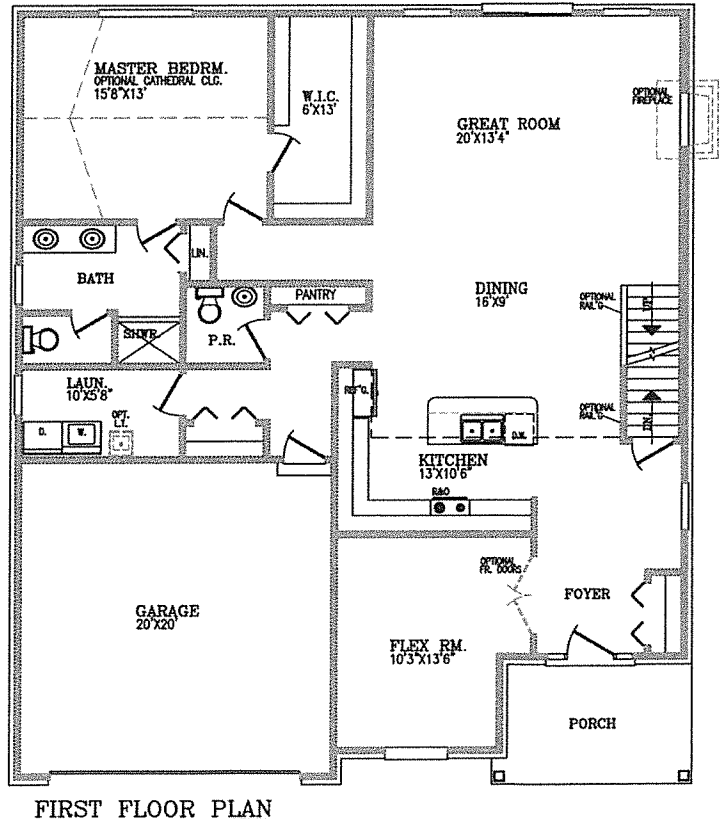 MASTER BEDRM.
OPTIONAL CATHEDRAL CLG.
15'8"X13'
W.I.C.
6'X13'
GREAT ROOM
20'X13'4"
OPTIONAL
FIREPLACE
BATH
LIN.
DINING
16'X9'
PANTRY
OPTIONAL
RAIL'G
UP
SHWR.
P.R.
LAUN.
10'X5'8"
REF'G.
OPT.
L.T.
D.
W.
OPTIONAL
RAIL'G
DN.
D.W.
KITCHEN
13'X10'6"
R&O
OPTIONAL
FR. DOORS
GARAGE
20'X20'
FOYER
FLEX RM.
10'3"X13'6"
PORCH
FIRST FLOOR PLAN